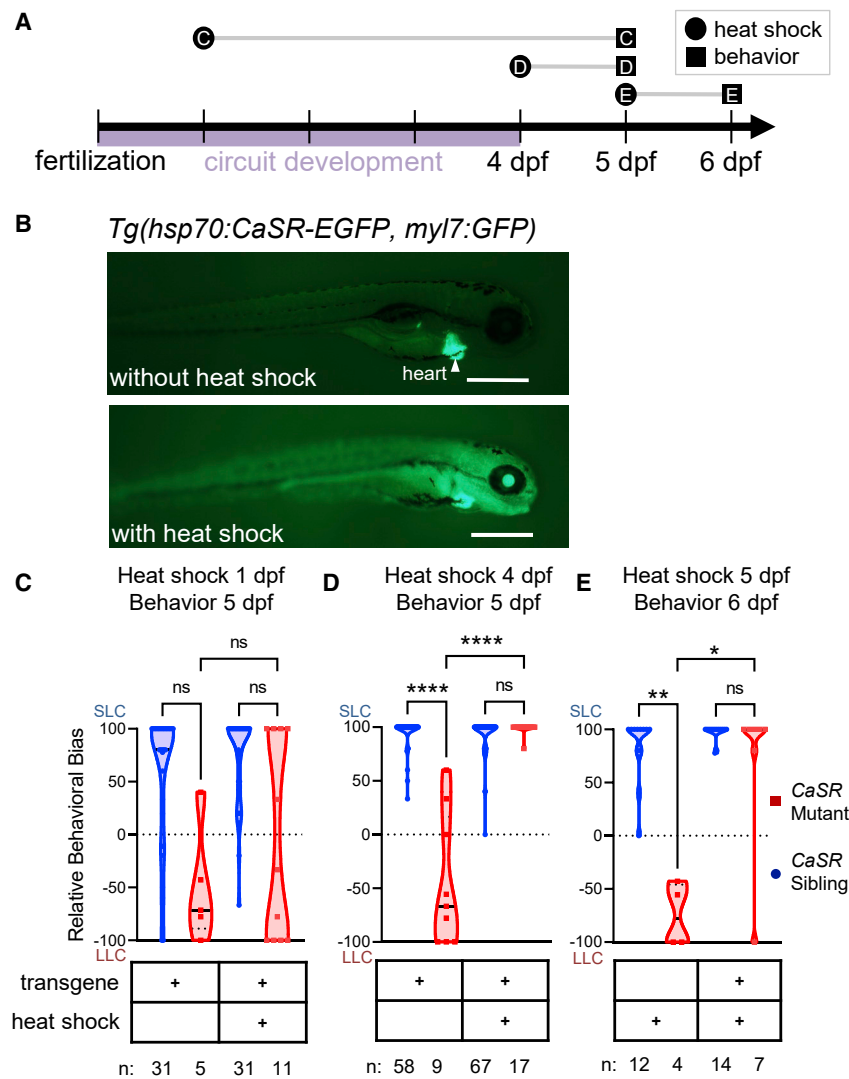 A
C C
D D
E E
heat shock
behavior
fertilization circuit development 4 dpf 5 dpf 6 dpf
B
Tg(hsp70:CaSR-EGFP, myl7:GFP)
without heat shock
heart
with heat shock
C
Heat shock 1 dpf
Behavior 5 dpf
ns
ns ns
SLC
100
50
0
-50
-100
LLC
Relative Behavioral Bias
transgene + +
heat shock +
n: 31 5 31 11
D
Heat shock 4 dpf
Behavior 5 dpf
****
**** ns
SLC
100
50
0
-50
-100
LLC
+ +
+
n: 58 9 67 17
E
Heat shock 5 dpf
Behavior 6 dpf
*
** ns
SLC
100
50
0
-50
-100
LLC
+
+ +
n: 12 4 14 7
CaSR
Mutant
CaSR
Sibling